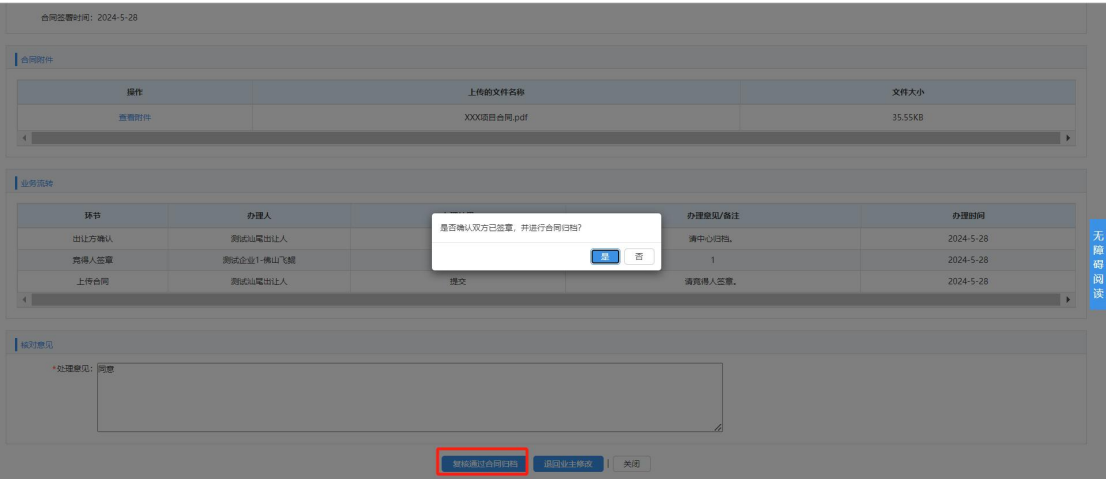 合同签署时间：2024-5-28
合同附件
操作 上传的文件名称 文件大小
查看附件 XXX项目合同.pdf 35.55KB
业务流转
环节 办理人 办理意见/备注 办理时间
出让方确认 测试汕尾出让人 请中心归档。 2024-5-28
竞得人签章 测试企业1-佛山飞鳀 1 2024-5-28
上传合同 测试汕尾出让人 提交 请竞得人签章。 2024-5-28
是否确认双方已签章，并进行合同归档？
是 否
核对意见
*处理意见：同意
复核通过合同归档 退回业主修改 | 关闭
无障碍阅读